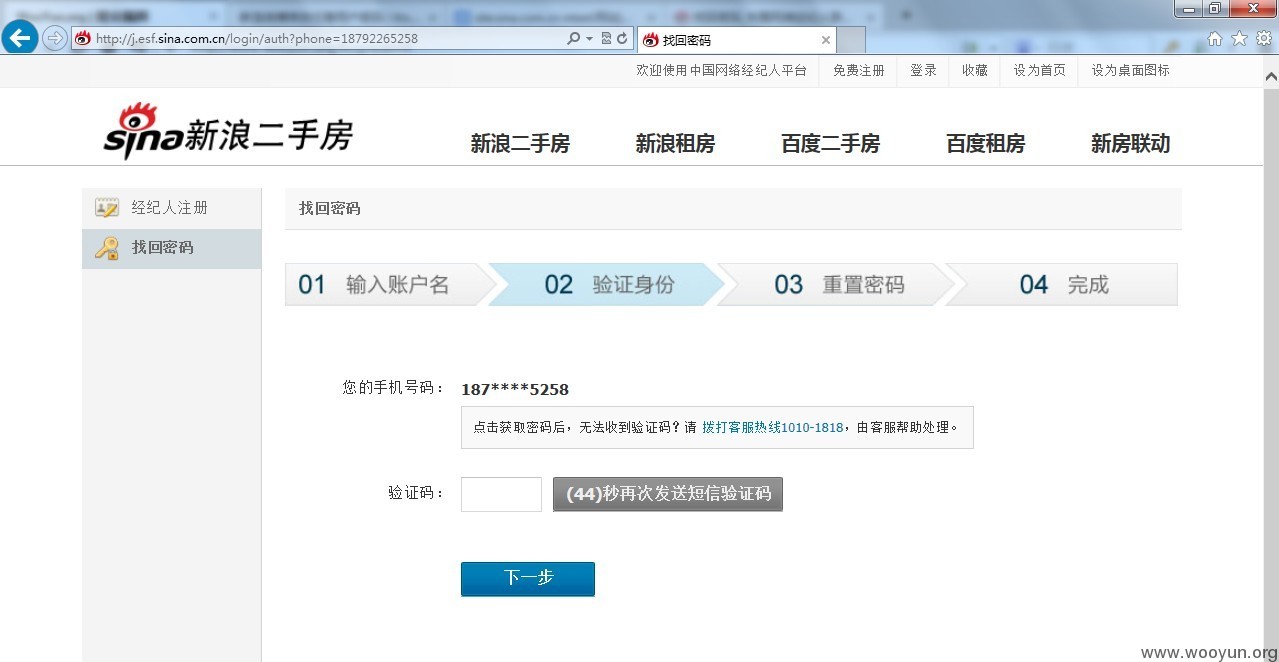 http://j.esf.sina.com.cn/login/auth?phone=18792265258
找回密码
欢迎使用中国网络经纪人平台 免费注册 登录 收藏 设为首页 设为桌面图标
sina新浪二手房
新浪二手房 新浪租房 百度二手房 百度租房 新房联动
经纪人注册
找回密码
找回密码
01 输入账户名 02 验证身份 03 重置密码 04 完成
您的手机号码： 187****5258
点击获取密码后，无法收到验证码？请 拨打客服热线1010-1818，由客服帮助处理。
验证码： (44)秒再次发送短信验证码
下一步
www.wooyun.org